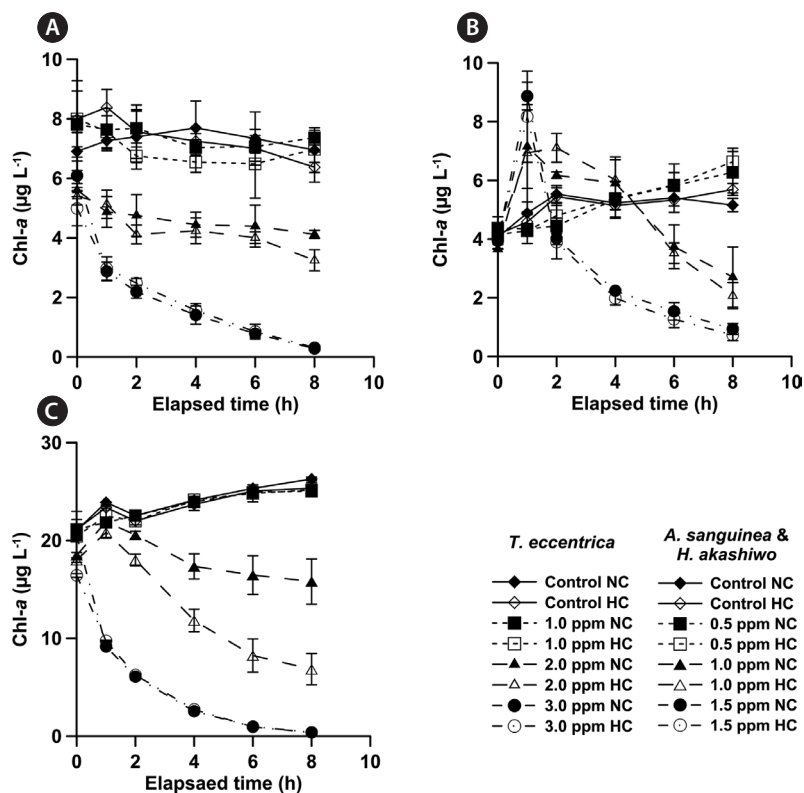 A
B
10
8
6
4
2
0
Chl-a (µg L-1)
0 2 4 6 8 10
Elapsed time (h)
10
8
6
4
2
0
Chl-a (µg L-1)
0 2 4 6 8 10
Elapsed time (h)
C
30
20
10
0
Chl-a (µg L-1)
0 2 4 6 8 10
Elapsaed time (h)
T. eccentrica
Control NC
Control HC
1.0 ppm NC
1.0 ppm HC
2.0 ppm NC
2.0 ppm HC
3.0 ppm NC
3.0 ppm HC
A. sanguinea &
H. akashiwo
Control NC
Control HC
0.5 ppm NC
0.5 ppm HC
1.0 ppm NC
1.0 ppm HC
1.5 ppm NC
1.5 ppm HC